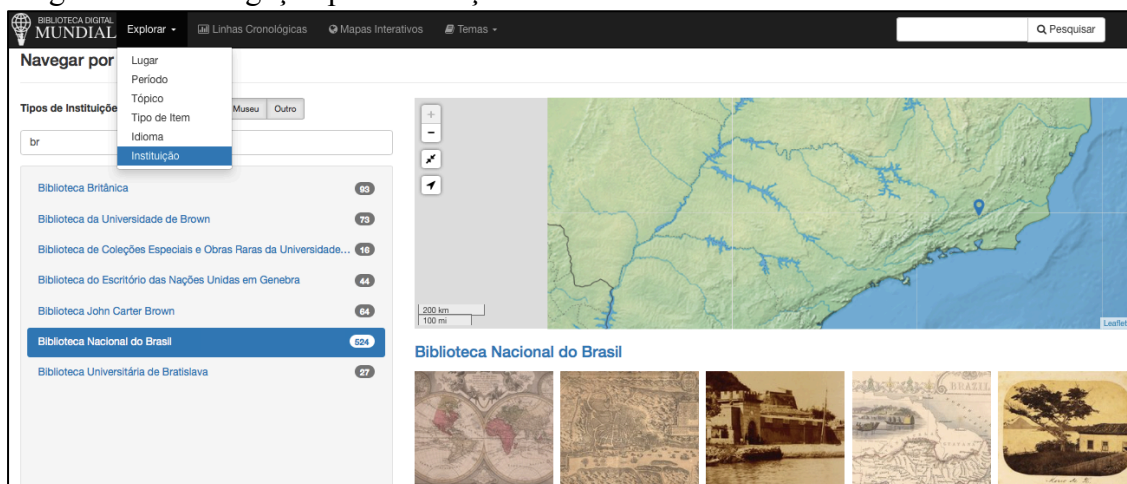 BIBLIOTECA DIGITAL
MUNDIAL
Explorar
Linhas Cronológicas
Mapas Interativos
Temas
Pesquisar
Navegar por
Lugar
Período
Tópico
Tipo de Item
Idioma
Instituição
Tipos de Instituiçõe
Museu
Outro
br
Biblioteca Britânica 93
Biblioteca da Universidade de Brown 73
Biblioteca de Coleções Especiais e Obras Raras da Universidade... 16
Biblioteca do Escritório das Nações Unidas em Genebra 44
Biblioteca John Carter Brown 64
Biblioteca Nacional do Brasil 524
Biblioteca Universitária de Bratislava 27
+
-
200 km
100 mi
Leaflet
Biblioteca Nacional do Brasil
BRAZIL